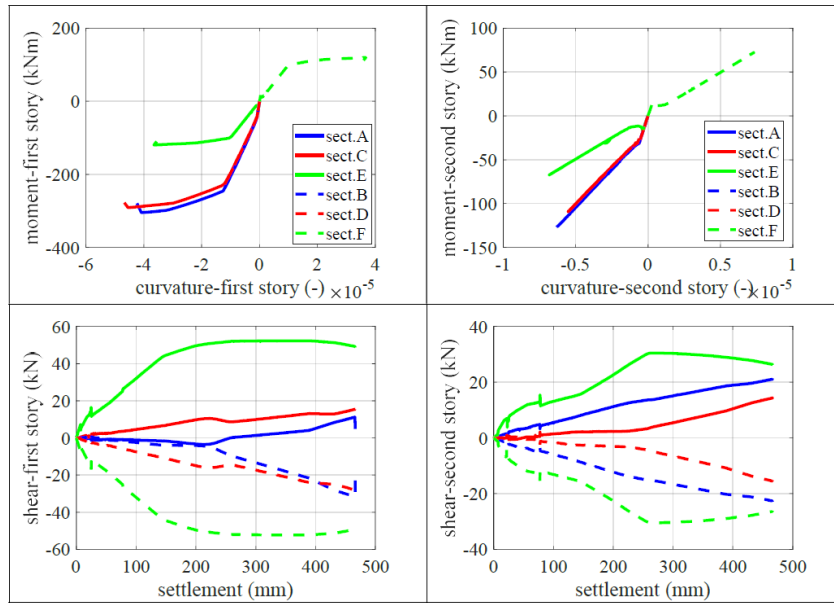 200
0
-200
-400
moment-first story (kNm)
sect.A
sect.C
sect.E
sect.B
sect.D
sect.F
-6
-4
-2
0
2
4
curvature-first story (-)
×10⁻⁵
100
50
0
-50
-100
-150
moment-second story (kNm)
sect.A
sect.C
sect.E
sect.B
sect.D
sect.F
-1
-0.5
0
0.5
1
curvature-second story (-)
×10⁻⁵
60
40
20
0
-20
-40
-60
shear-first story (kN)
0
100
200
300
400
500
settlement (mm)
40
20
0
-20
-40
shear-second story (kN)
0
100
200
300
400
500
settlement (mm)